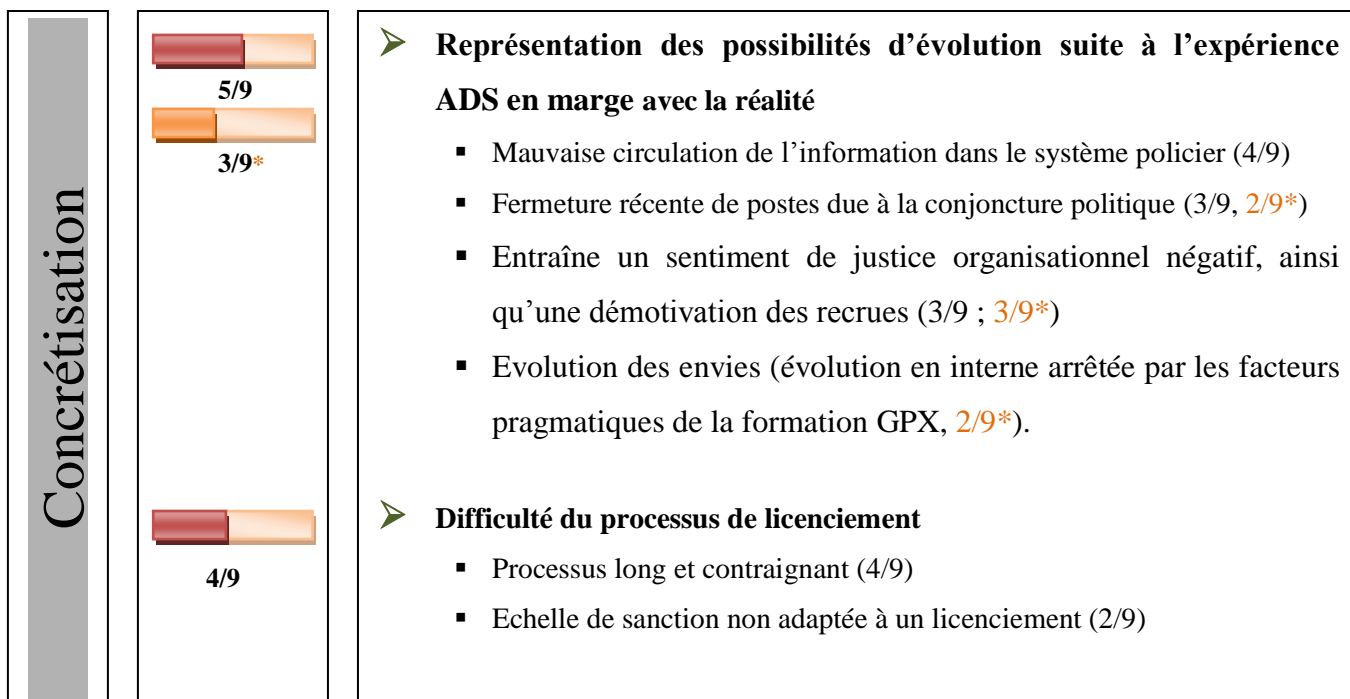 Concrétisation
5/9
3/9*
➢ Représentation des possibilités d’évolution suite à l’expérience
ADS en marge avec la réalité
▪ Mauvaise circulation de l’information dans le système policier (4/9)
▪ Fermeture récente de postes due à la conjoncture politique (3/9, 2/9*)
▪ Entraîne un sentiment de justice organisationnel négatif, ainsi
qu’une démotivation des recrues (3/9 ; 3/9*)
▪ Evolution des envies (évolution en interne arrêtée par les facteurs
pragmatiques de la formation GPX, 2/9*).
4/9
➢ Difficulté du processus de licenciement
▪ Processus long et contraignant (4/9)
▪ Echelle de sanction non adaptée à un licenciement (2/9)